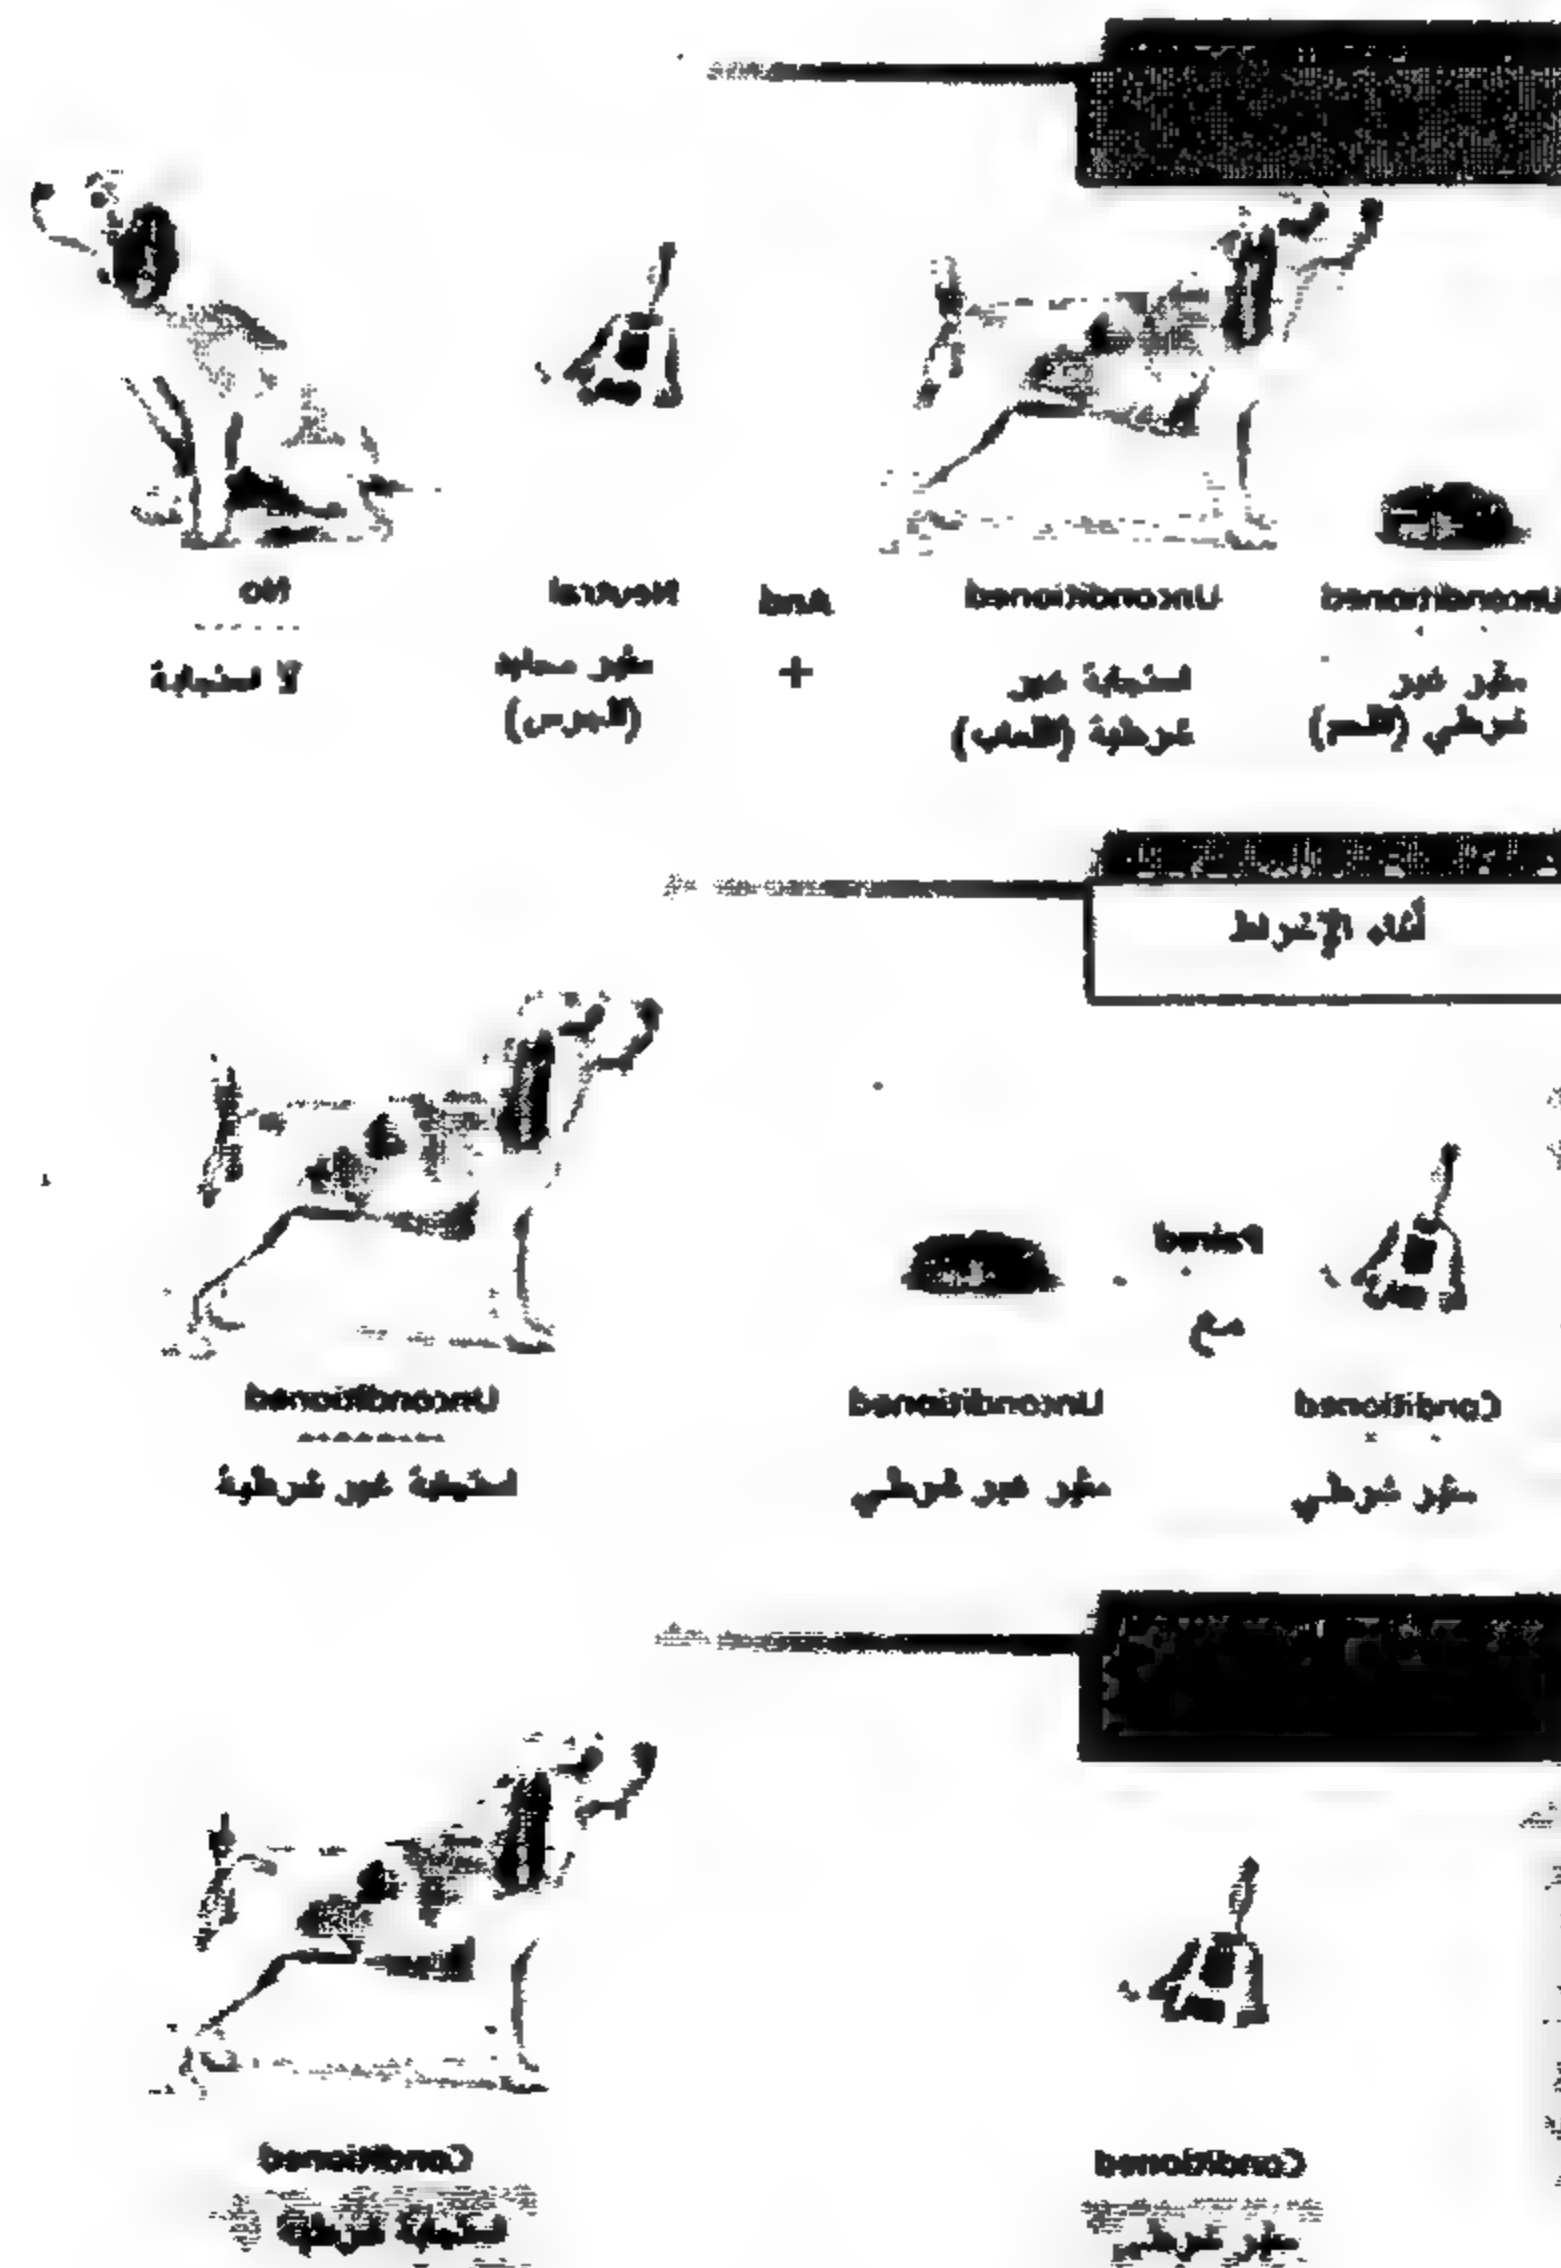 Unconditioned
مثير غير
شرطي (اللحم)
Unconditioned
استجابة غير
شرطية (اللعاب)
And
+
Neutral
مثير محايد
(الجرس)
No
لا استجابة
أثناء الإشراط
Conditioned
مثير شرطي
Paired
مع
Unconditioned
مثير غير شرطي
Unconditioned
استجابة غير شرطية
Conditioned
مثير شرطي
Conditioned
استجابة شرطية